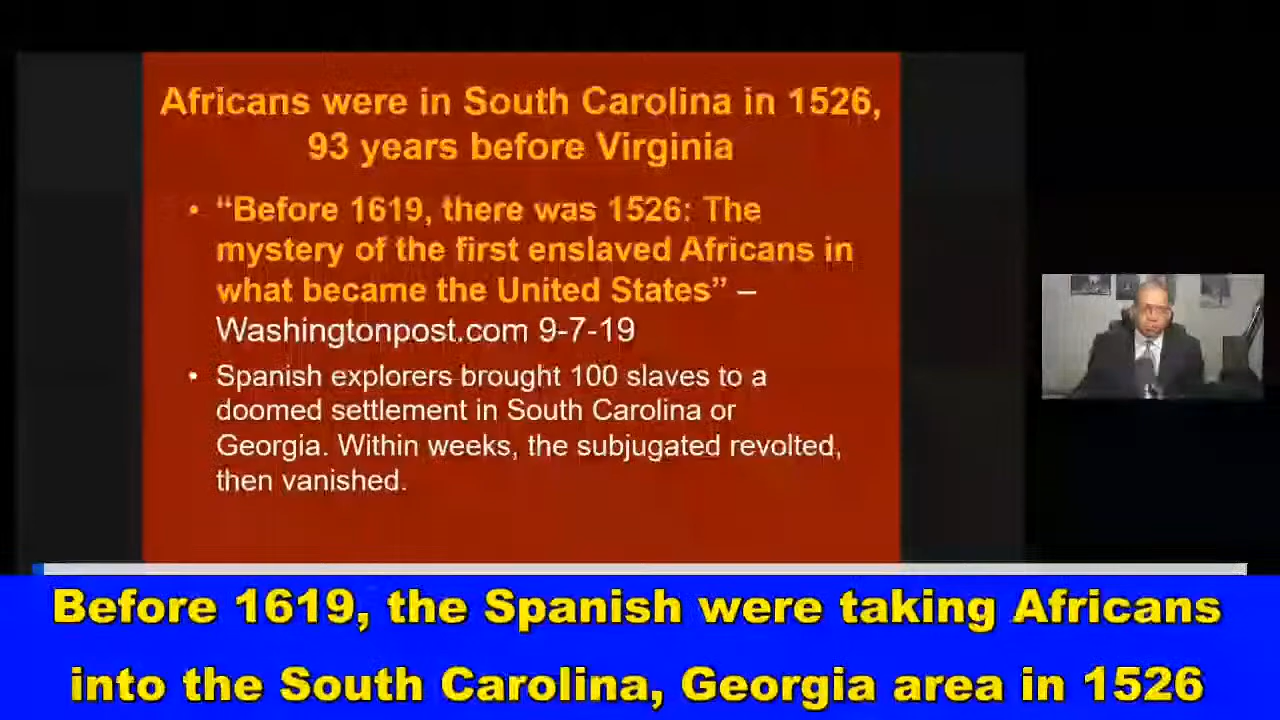 Africans were in South Carolina in 1526,
93 years before Virginia
• “Before 1619, there was 1526: The
mystery of the first enslaved Africans in
what became the United States” –
Washingtonpost.com 9-7-19
• Spanish explorers brought 100 slaves to a
doomed settlement in South Carolina or
Georgia. Within weeks, the subjugated revolted,
then vanished.
Before 1619, the Spanish were taking Africans
into the South Carolina, Georgia area in 1526